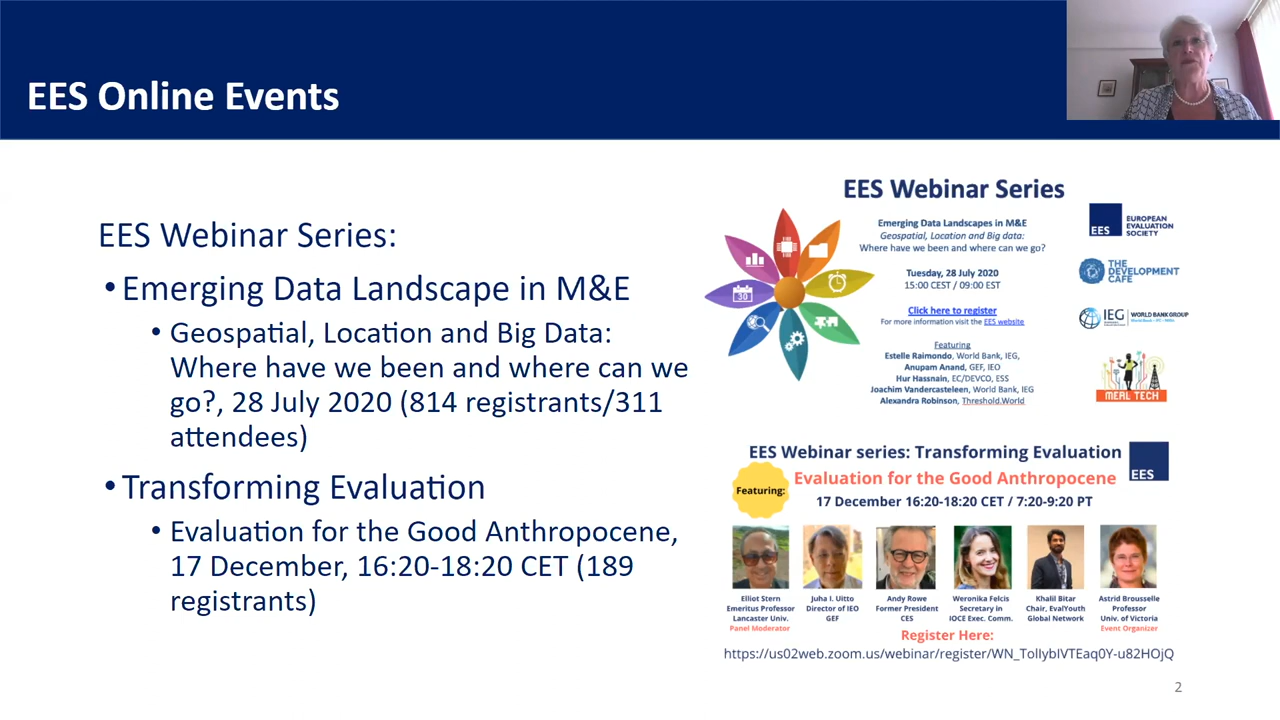 EES Online Events
EES Webinar Series:
• Emerging Data Landscape in M&E
• Geospatial, Location and Big Data:
Where have we been and where can we
go?, 28 July 2020 (814 registrants/311
attendees)
• Transforming Evaluation
• Evaluation for the Good Anthropocene,
17 December, 16:20-18:20 CET (189
registrants)
EES Webinar Series
Emerging Data Landscapes in M&E
Geospatial, Location and Big data:
Where have we been and where can we go?
Tuesday, 28 July 2020
15:00 CEST / 09:00 EST
Click here to register
For more information visit the EES website
Featuring
Estelle Raimondo, World Bank, IEG,
Anupam Anand, GEF, IEO
Hur Hassnain, EC/DEVCO, ESS
Joachim Vandercasteleen, World Bank, IEG
Alexandra Robinson, Threshold.World
30
EES
EUROPEAN
EVALUATION
SOCIETY
THE
DEVELOPMENT
CAFE
IEG
WORLD BANK GROUP
MERL TECH
EES Webinar series: Transforming Evaluation
EES
Featuring:
Evaluation for the Good Anthropocene
17 December 16:20-18:20 CET / 7:20-9:20 PT
Elliot Stern
Emeritus Professor
Lancaster Univ.
Panel Moderator
Juha I. Uitto
Director of IEO
GEF
Andy Rowe
Former President
CES
Weronika Felcis
Secretary in
IOCE Exec. Comm.
Khalil Bitar
Chair, EvalYouth
Global Network
Astrid Brousselle
Professor
Univ. of Victoria
Event Organizer
Register Here:
https://us02web.zoom.us/webinar/register/WN_TolIyblVTEaq0Y-u82HOjQ
2